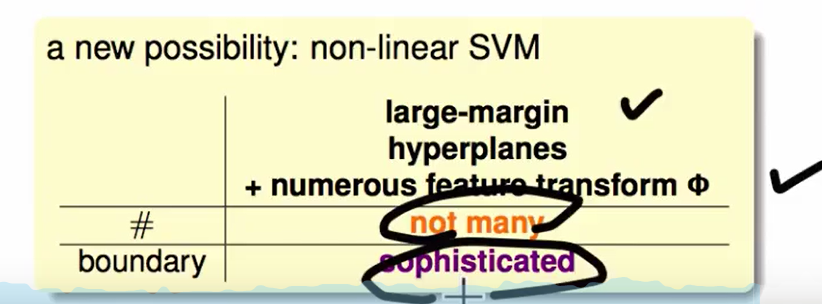 a new possibility: non-linear SVM
large-margin
hyperplanes
+ numerous feature transform Φ
# not many
boundary sophisticated